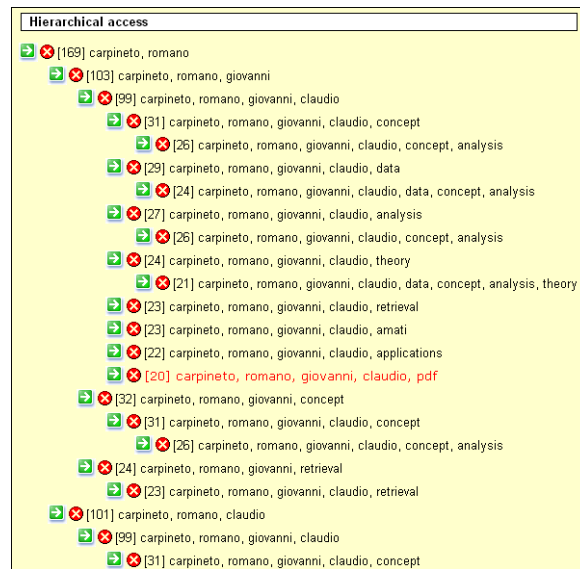 Hierarchical access
[169] carpineto, romano
[103] carpineto, romano, giovanni
[99] carpineto, romano, giovanni, claudio
[31] carpineto, romano, giovanni, claudio, concept
[26] carpineto, romano, giovanni, claudio, concept, analysis
[29] carpineto, romano, giovanni, claudio, data
[24] carpineto, romano, giovanni, claudio, data, concept, analysis
[27] carpineto, romano, giovanni, claudio, analysis
[26] carpineto, romano, giovanni, claudio, concept, analysis
[24] carpineto, romano, giovanni, claudio, theory
[21] carpineto, romano, giovanni, claudio, data, concept, analysis, theory
[23] carpineto, romano, giovanni, claudio, retrieval
[23] carpineto, romano, giovanni, claudio, amati
[22] carpineto, romano, giovanni, claudio, applications
[20] carpineto, romano, giovanni, claudio, pdf
[32] carpineto, romano, giovanni, concept
[31] carpineto, romano, giovanni, claudio, concept
[26] carpineto, romano, giovanni, claudio, concept, analysis
[24] carpineto, romano, giovanni, retrieval
[23] carpineto, romano, giovanni, claudio, retrieval
[101] carpineto, romano, claudio
[99] carpineto, romano, giovanni, claudio
[31] carpineto, romano, giovanni, claudio, concept